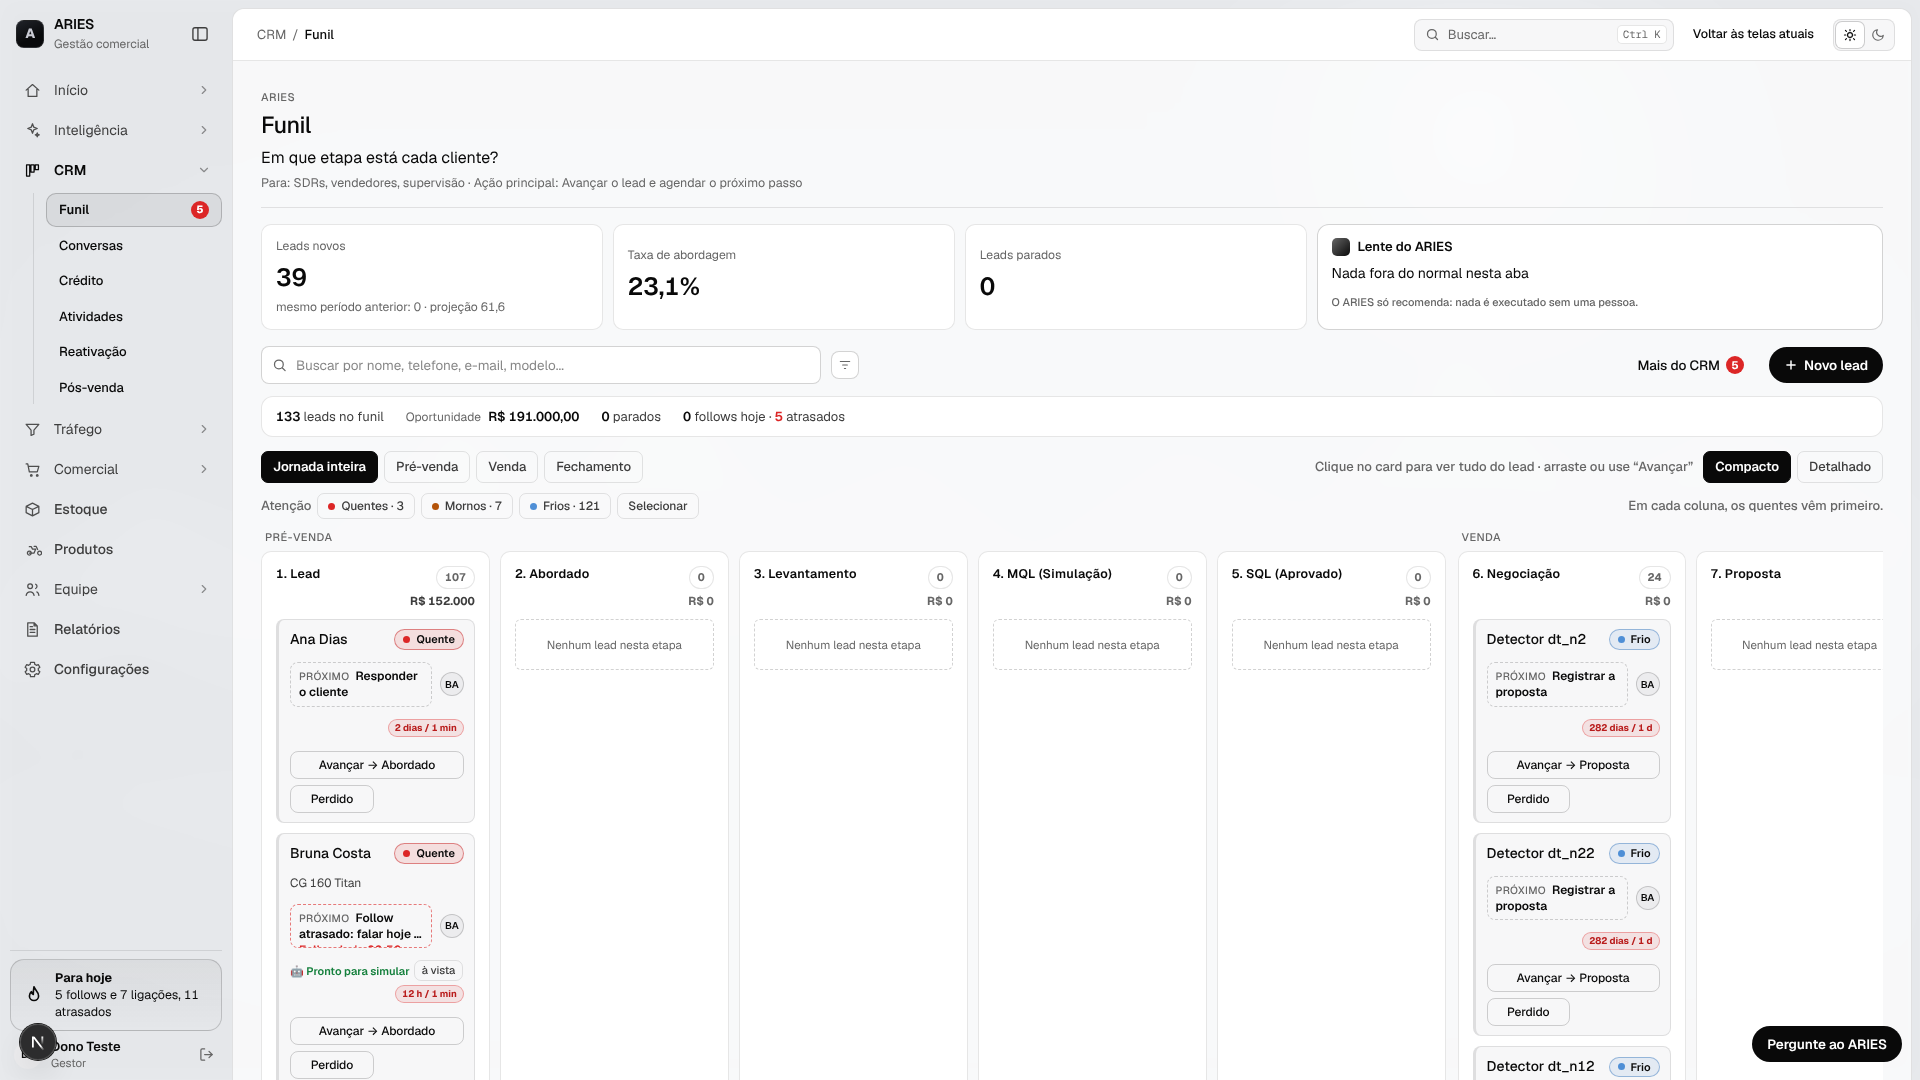 A
ARIES
Gestão comercial
Início
Inteligência
CRM
Funil 5
Conversas
Crédito
Atividades
Reativação
Pós-venda
Tráfego
Comercial
Estoque
Produtos
Equipe
Relatórios
Configurações
Para hoje
5 follows e 7 ligações, 11
atrasados
N
Dono Teste
Gestor
CRM / Funil
Buscar... Ctrl K
Voltar às telas atuais
ARIES
Funil
Em que etapa está cada cliente?
Para: SDRs, vendedores, supervisão · Ação principal: Avançar o lead e agendar o próximo passo
Leads novos
39
mesmo período anterior: 0 · projeção 61,6
Taxa de abordagem
23,1%
Leads parados
0
Lente do ARIES
Nada fora do normal nesta aba
O ARIES só recomenda: nada é executado sem uma pessoa.
Buscar por nome, telefone, e-mail, modelo...
Mais do CRM 5
+ Novo lead
133 leads no funil Oportunidade R$ 191.000,00 0 parados 0 follows hoje · 5 atrasados
Jornada inteira Pré-venda Venda Fechamento
Clique no card para ver tudo do lead · arraste ou use “Avançar” Compacto Detalhado
Atenção Quentes · 3 Mornos · 7 Frios · 121 Selecionar
Em cada coluna, os quentes vêm primeiro.
PRÉ-VENDA
VENDA
1. Lead 107
R$ 152.000
Ana Dias Quente
PRÓXIMO Responder
o cliente
BA
2 dias / 1 min
Avançar → Abordado
Perdido
Bruna Costa Quente
CG 160 Titan
PRÓXIMO Follow
atrasado: falar hoje ...
BA
🤖 Pronto para simular à vista
12 h / 1 min
Avançar → Abordado
Perdido
2. Abordado 0
R$ 0
Nenhum lead nesta etapa
3. Levantamento 0
R$ 0
Nenhum lead nesta etapa
4. MQL (Simulação) 0
R$ 0
Nenhum lead nesta etapa
5. SQL (Aprovado) 0
R$ 0
Nenhum lead nesta etapa
6. Negociação 24
R$ 0
Detector dt_n2 Frio
PRÓXIMO Registrar a
proposta
BA
282 dias / 1 d
Avançar → Proposta
Perdido
Detector dt_n22 Frio
PRÓXIMO Registrar a
proposta
BA
282 dias / 1 d
Avançar → Proposta
Perdido
Detector dt_n12 Frio
7. Proposta
Nenhum lead nesta etapa
Pergunte ao ARIES